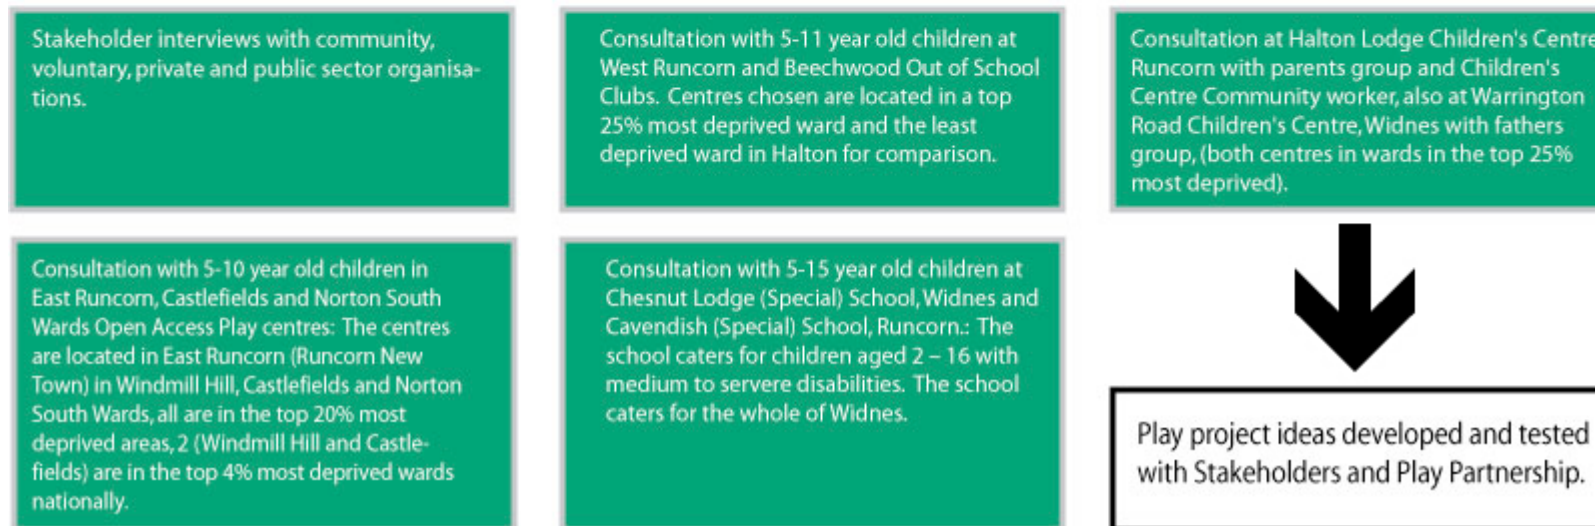 Stakeholder interviews with community,
voluntary, private and public sector organisa-
tions.
Consultation with 5-11 year old children at
West Runcorn and Beechwood Out of School
Clubs. Centres chosen are located in a top
25% most deprived ward and the least
deprived ward in Halton for comparison.
Consultation at Halton Lodge Children's Centre
Runcorn with parents group and Children's
Centre Community worker, also at Warrington
Road Children's Centre, Widnes with fathers
group, (both centres in wards in the top 25%
most deprived).
Consultation with 5-10 year old children in
East Runcorn, Castlefields and Norton South
Wards Open Access Play centres: The centres
are located in East Runcorn (Runcorn New
Town) in Windmill Hill, Castlefields and Norton
South Wards, all are in the top 20% most
deprived areas, 2 (Windmill Hill and Castle-
fields) are in the top 4% most deprived wards
nationally.
Consultation with 5-15 year old children at
Chesnut Lodge (Special) School, Widnes and
Cavendish (Special) School, Runcorn.: The
school caters for children aged 2 – 16 with
medium to servere disabilities. The school
caters for the whole of Widnes.
Play project ideas developed and tested
with Stakeholders and Play Partnership.